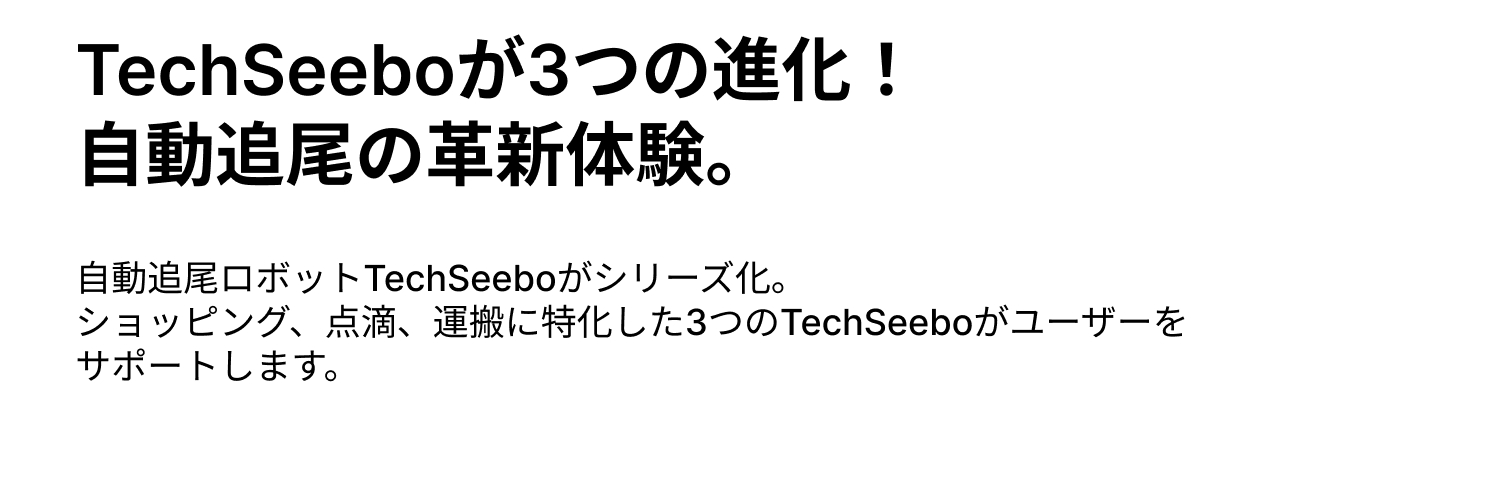 TechSeeboが3つの進化！
自動追尾の革新体験。
自動追尾ロボットTechSeeboがシリーズ化。
ショッピング、点滴、運搬に特化した3つのTechSeeboがユーザーを
サポートします。